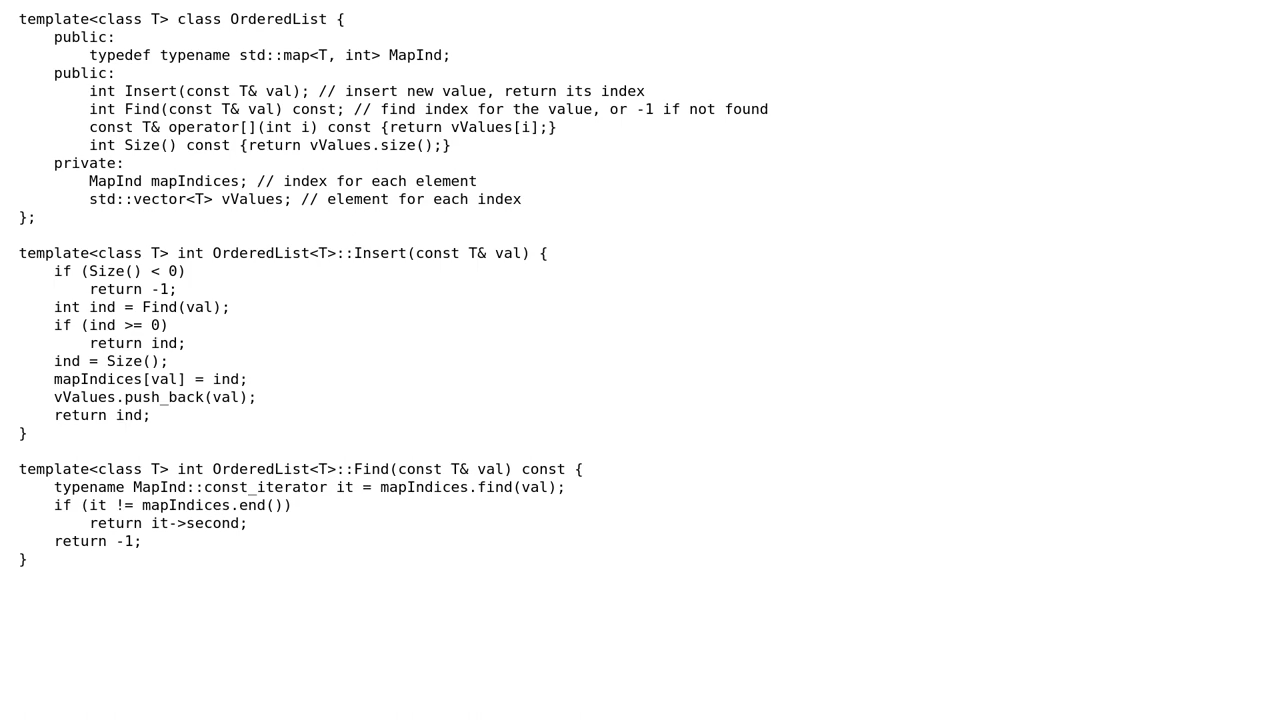 template<class T> class OrderedList {
    public:
        typedef typename std::map<T, int> MapInd;
    public:
        int Insert(const T& val); // insert new value, return its index
        int Find(const T& val) const; // find index for the value, or -1 if not found
        const T& operator[](int i) const {return vValues[i];}
        int Size() const {return vValues.size();}
    private:
        MapInd mapIndices; // index for each element
        std::vector<T> vValues; // element for each index
};

template<class T> int OrderedList<T>::Insert(const T& val) {
    if (Size() < 0)
        return -1;
    int ind = Find(val);
    if (ind >= 0)
        return ind;
    ind = Size();
    mapIndices[val] = ind;
    vValues.push_back(val);
    return ind;
}

template<class T> int OrderedList<T>::Find(const T& val) const {
    typename MapInd::const_iterator it = mapIndices.find(val);
    if (it != mapIndices.end())
        return it->second;
    return -1;
}